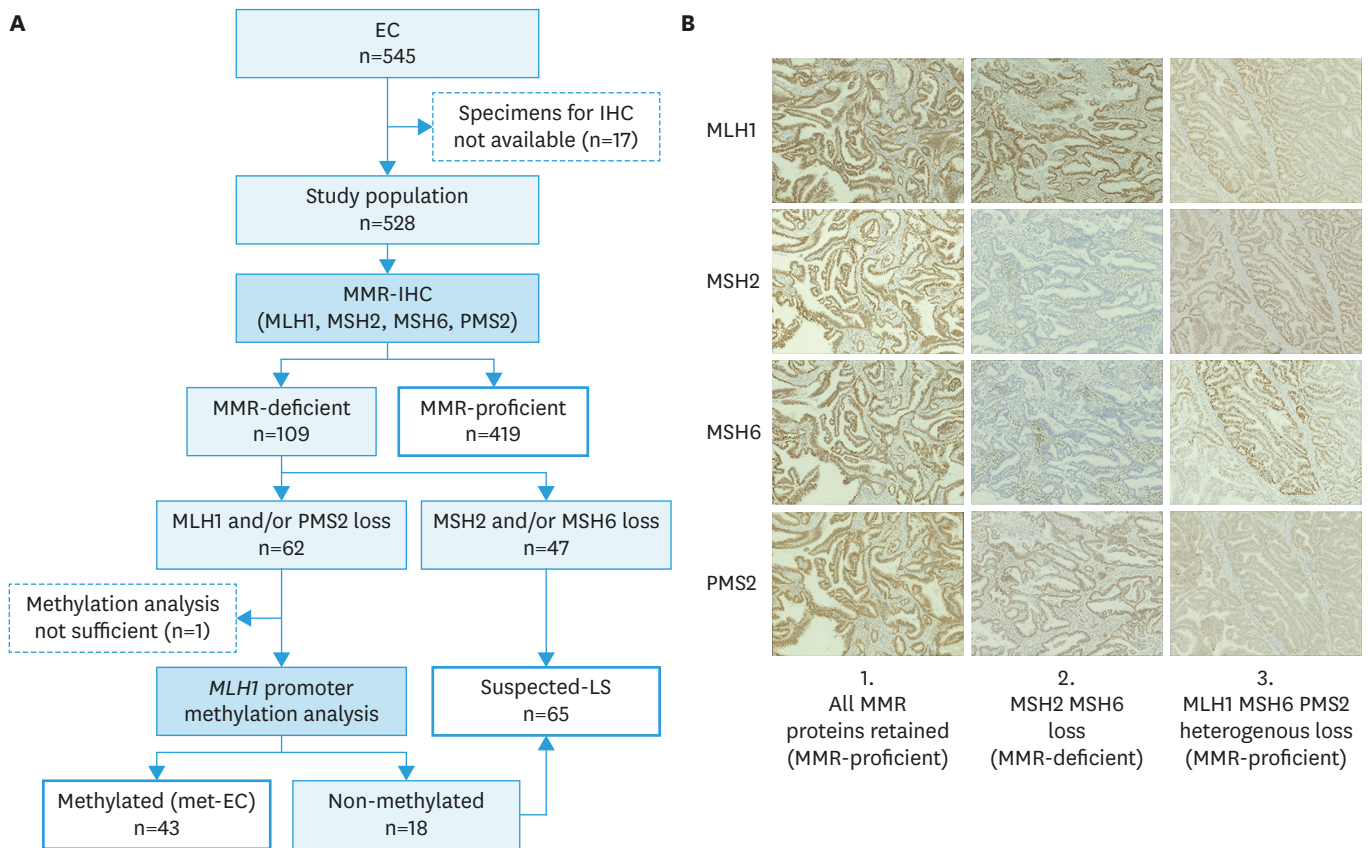 A
EC
n=545
Specimens for IHC
not available (n=17)
Study population
n=528
MMR-IHC
(MLH1, MSH2, MSH6, PMS2)
MMR-deficient
n=109
MMR-proficient
n=419
MLH1 and/or PMS2 loss
n=62
MSH2 and/or MSH6 loss
n=47
Methylation analysis
not sufficient (n=1)
MLH1 promoter
methylation analysis
Suspected-LS
n=65
Methylated (met-EC)
n=43
Non-methylated
n=18
B
MLH1
MSH2
MSH6
PMS2
1.
All MMR
proteins retained
(MMR-proficient)
2.
MSH2 MSH6
loss
(MMR-deficient)
3.
MLH1 MSH6 PMS2
heterogenous loss
(MMR-proficient)